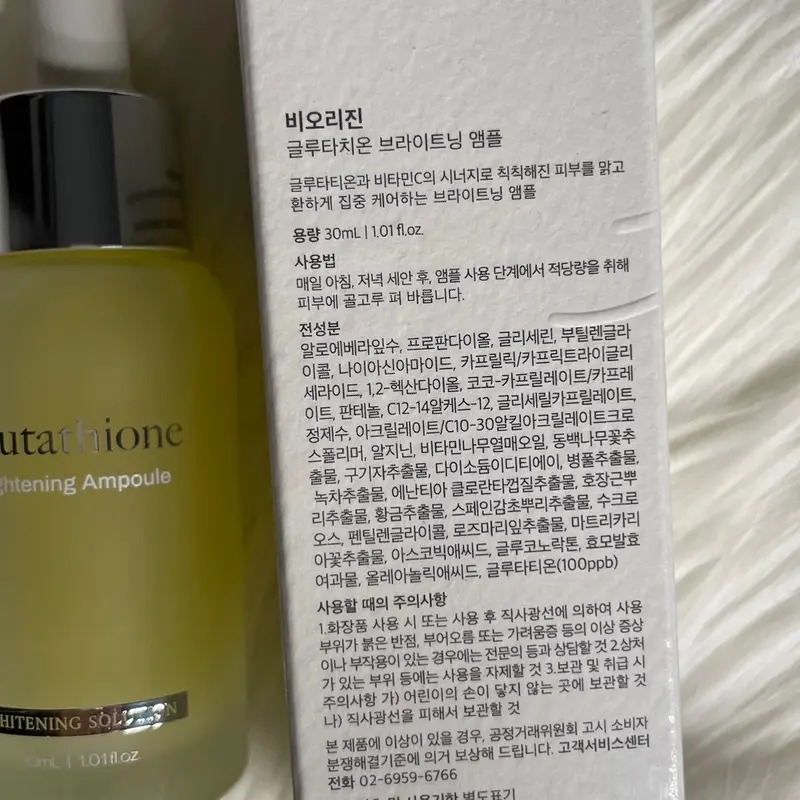 비오리진
글루타치온 브라이트닝 앰플
글루타티온과 비타민C의 시너지로 칙칙해진 피부를 맑고
환하게 집중 케어하는 브라이트닝 앰플
용량 30mL | 1.01 fl.oz.
사용법
매일 아침, 저녁 세안 후, 앰플 사용 단계에서 적당량을 취해
피부에 골고루 펴 바릅니다.
전성분
알로에베라잎수, 프로판다이올, 글리세린, 부틸렌글라
이콜, 나이아신아마이드, 카프릴릭/카프릭트라이글리
세라이드, 1,2-헥산다이올, 코코-카프릴레이트/카프레
이트, 판테놀, C12-14알케스-12, 글리세릴카프릴레이트,
정제수, 아크릴레이트/C10-30알킬아크릴레이트크로
스폴리머, 알지닌, 비타민나무열매오일, 동백나무꽃추
출물, 구기자추출물, 다이소듐이디티에이, 병풀추출물,
녹차추출물, 에난티아 클로란타껍질추출물, 호장근뿌
리추출물, 황금추출물, 스페인감초뿌리추출물, 수크로
오스, 펜틸렌글라이콜, 로즈마리잎추출물, 마트리카리
아꽃추출물, 아스코빅애씨드, 글루코노락톤, 효모발효
여과물, 올레아놀릭애씨드, 글루타티온(100ppb)
사용할 때의 주의사항
1.화장품 사용 시 또는 사용 후 직사광선에 의하여 사용
부위가 붉은 반점, 부어오름 또는 가려움증 등의 이상 증상
이나 부작용이 있는 경우에는 전문의 등과 상담할 것 2.상처
가 있는 부위 등에는 사용을 자제할 것 3.보관 및 취급 시
주의사항 가) 어린이의 손이 닿지 않는 곳에 보관할 것
나) 직사광선을 피해서 보관할 것
본 제품에 이상이 있을 경우, 공정거래위원회 고시 소비자
분쟁해결기준에 의거 보상해 드립니다. 고객서비스센터
전화 02-6959-6766
및 사용기한 별도표기
utathione
ghtening Ampoule
HITENING SOLUTION
0mL | 1.01 fl.oz.